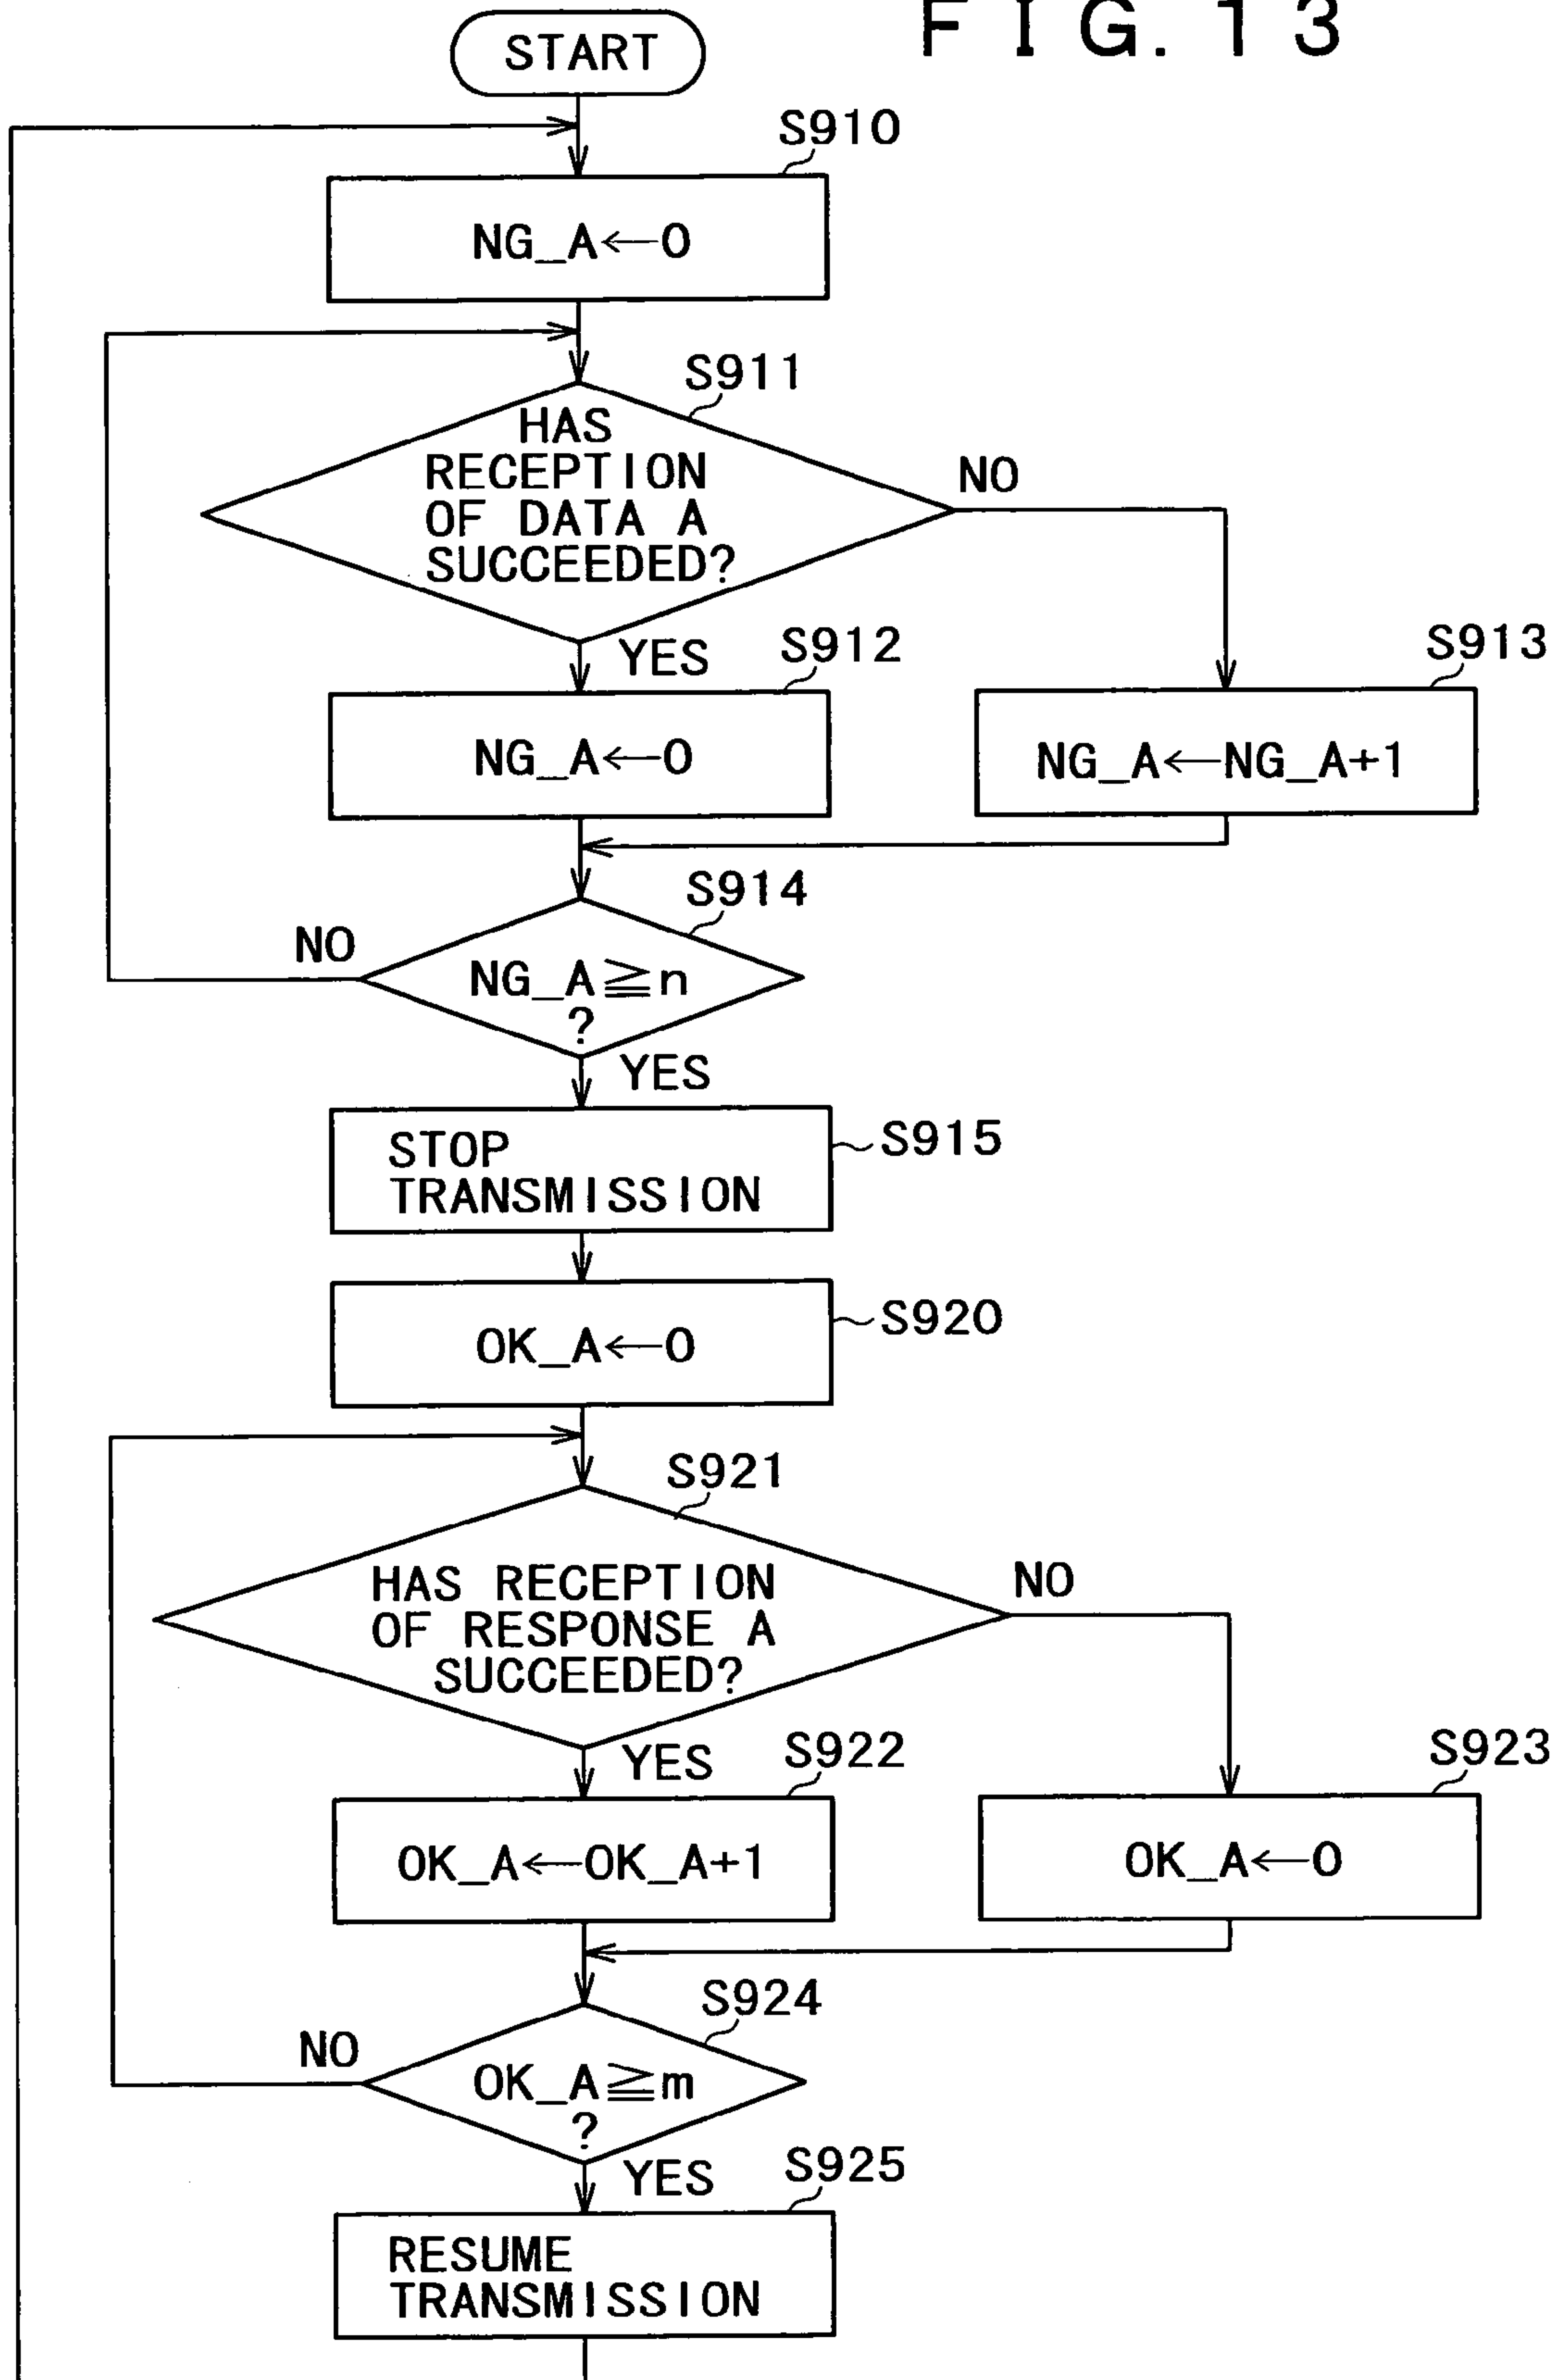 FIG. 13
START
S910
NG_A←0
S911
HAS
RECEPTION
OF DATA A
SUCCEEDED?
NO
YES
S912
NG_A←0
S913
NG_A←NG_A+1
S914
NO
NG_A≧n
?
YES
STOP
TRANSMISSION
S915
OK_A←0
S920
S921
HAS RECEPTION
OF RESPONSE A
SUCCEEDED?
NO
YES
S922
OK_A←OK_A+1
S923
OK_A←0
S924
NO
OK_A≧m
?
YES
S925
RESUME
TRANSMISSION